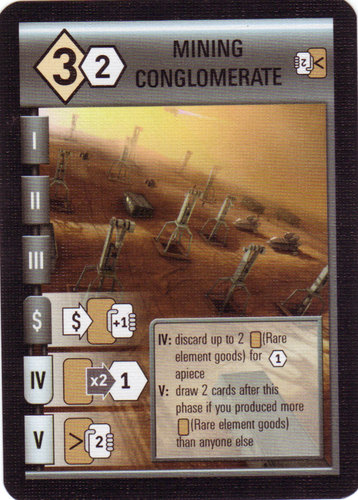 3 2 MINING
CONGLOMERATE
2 >
I
II
III
$ $ +1
IV x2 1
V > 2
IV: discard up to 2 (Rare
element goods) for 1
apiece
V: draw 2 cards after this
phase if you produced more
(Rare element goods)
than anyone else